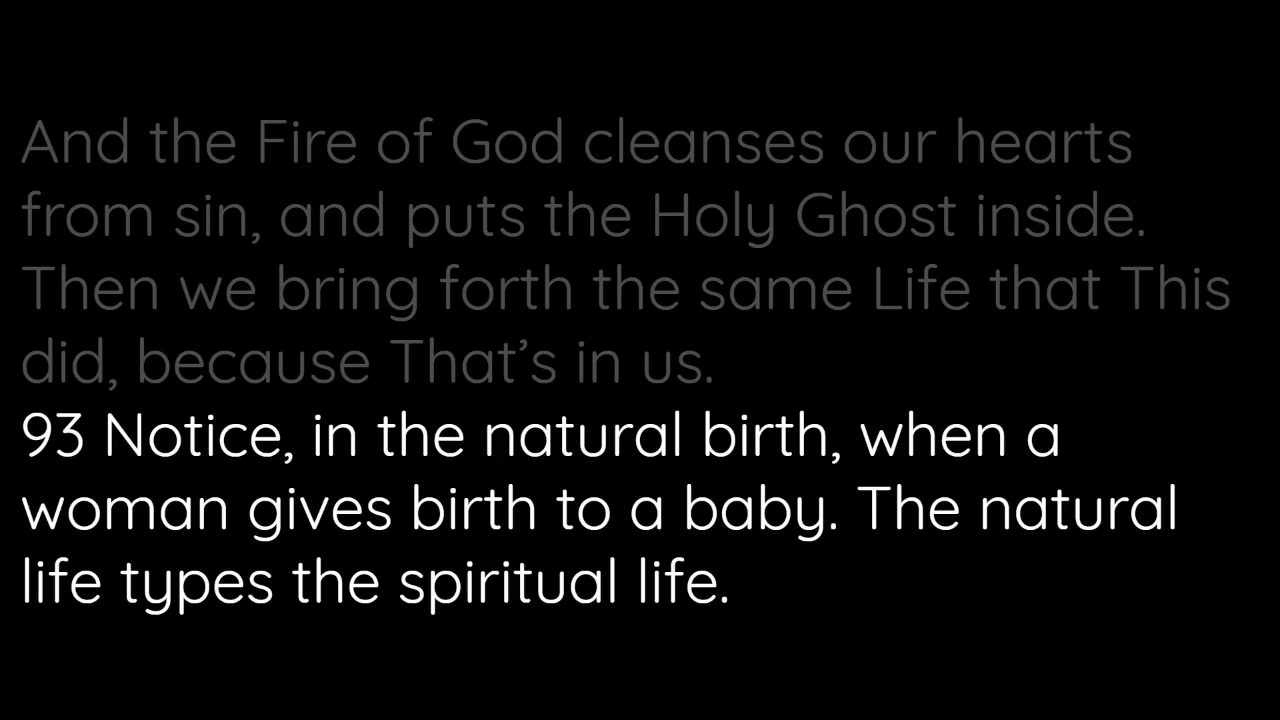 And the Fire of God cleanses our hearts
from sin, and puts the Holy Ghost inside.
Then we bring forth the same Life that This
did, because That’s in us.
93 Notice, in the natural birth, when a
woman gives birth to a baby. The natural
life types the spiritual life.